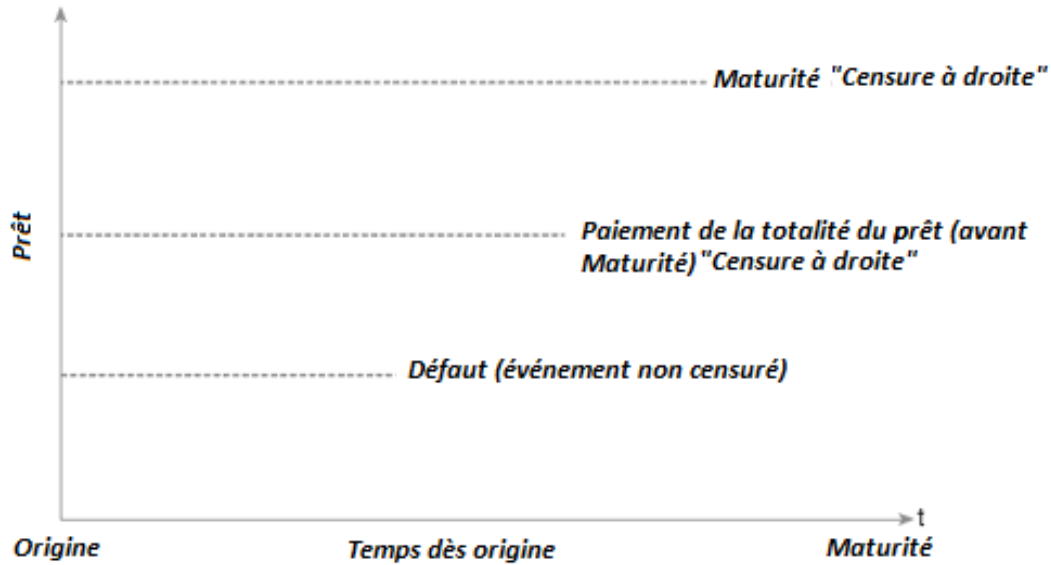 Maturité "Censure à droite"
Prêt
Paiement de la totalité du prêt (avant
Maturité) "Censure à droite"
Défaut (événement non censuré)
t
Origine
Temps dès origine
Maturité